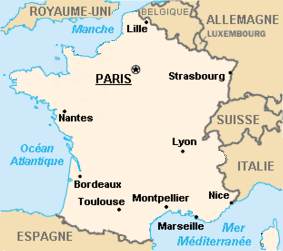 ROYAUME-UNI
BELGIQUE
ALLEMAGNE
Manche
Lille
LUXEMBOURG
PARIS
Strasbourg
Nantes
SUISSE
Océan
Atlantique
Lyon
ITALIE
Bordeaux
Montpellier
Nice
Toulouse
Marseille
Mer
Méditerranée
ESPAGNE